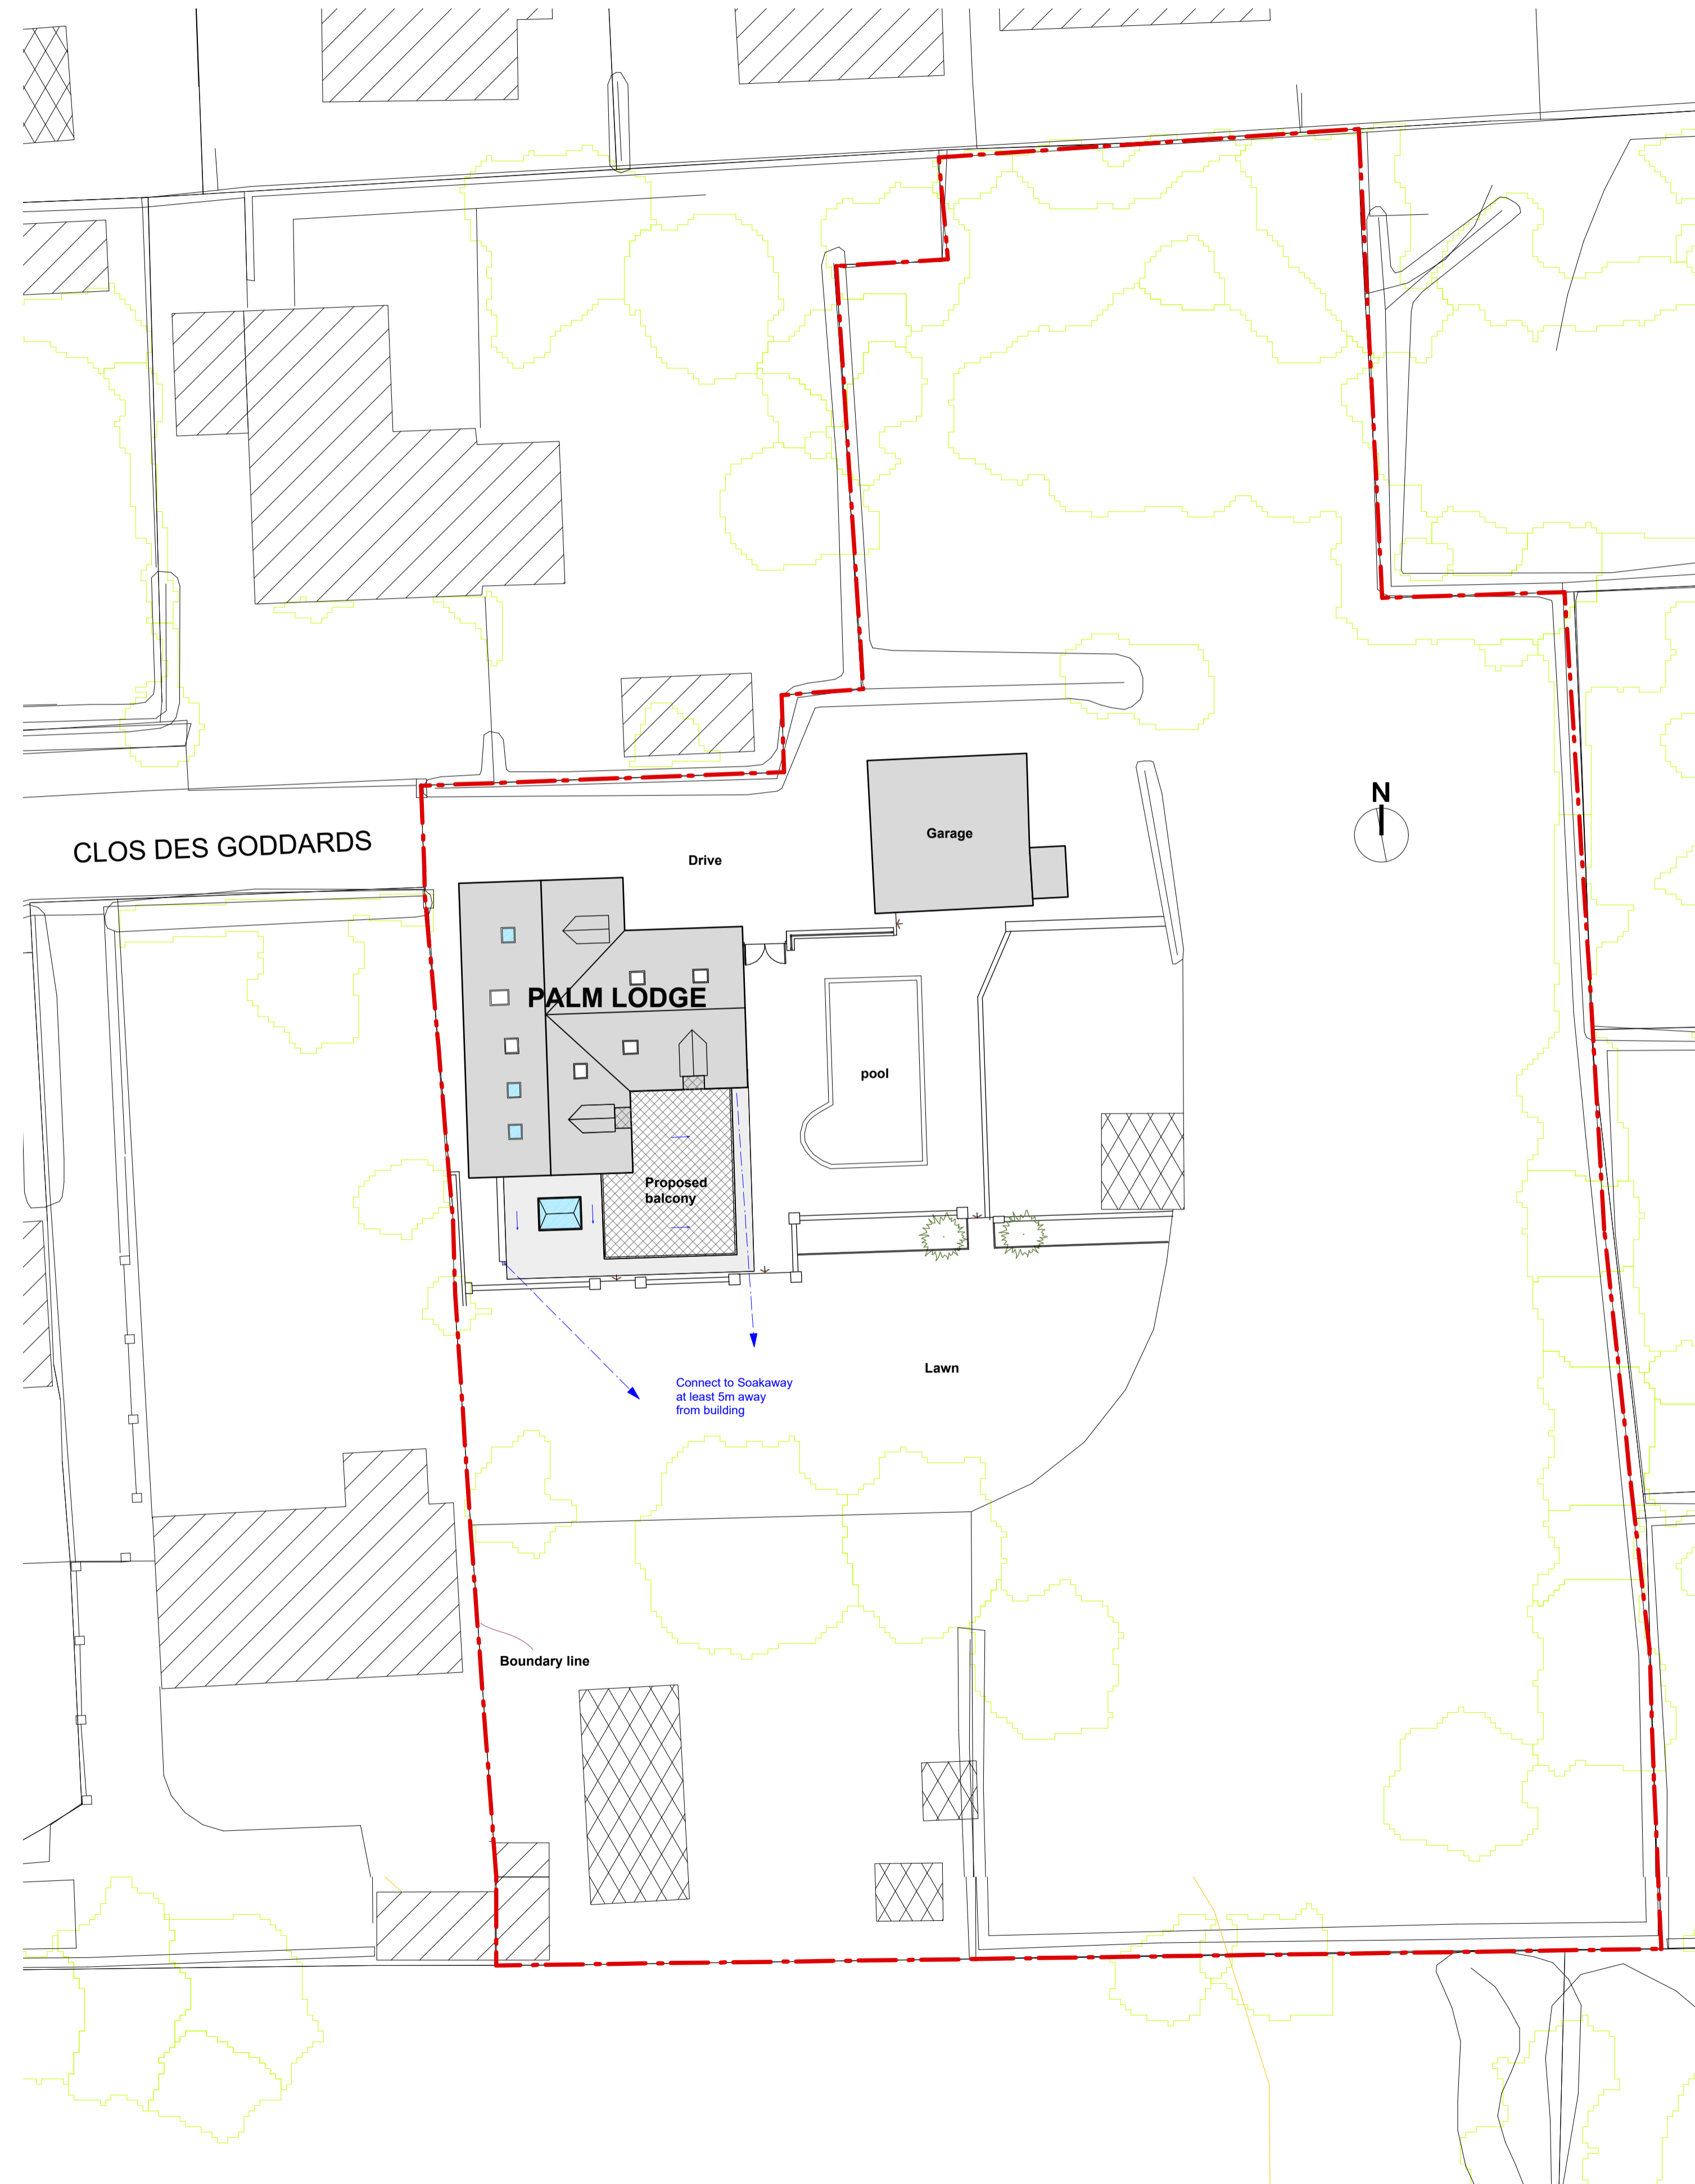 N
CLOS DES GODDARDS
Garage
Drive
PALM LODGE
pool
Proposed
balcony
Lawn
Connect to Soakaway
at least 5m away
from building
Boundary line